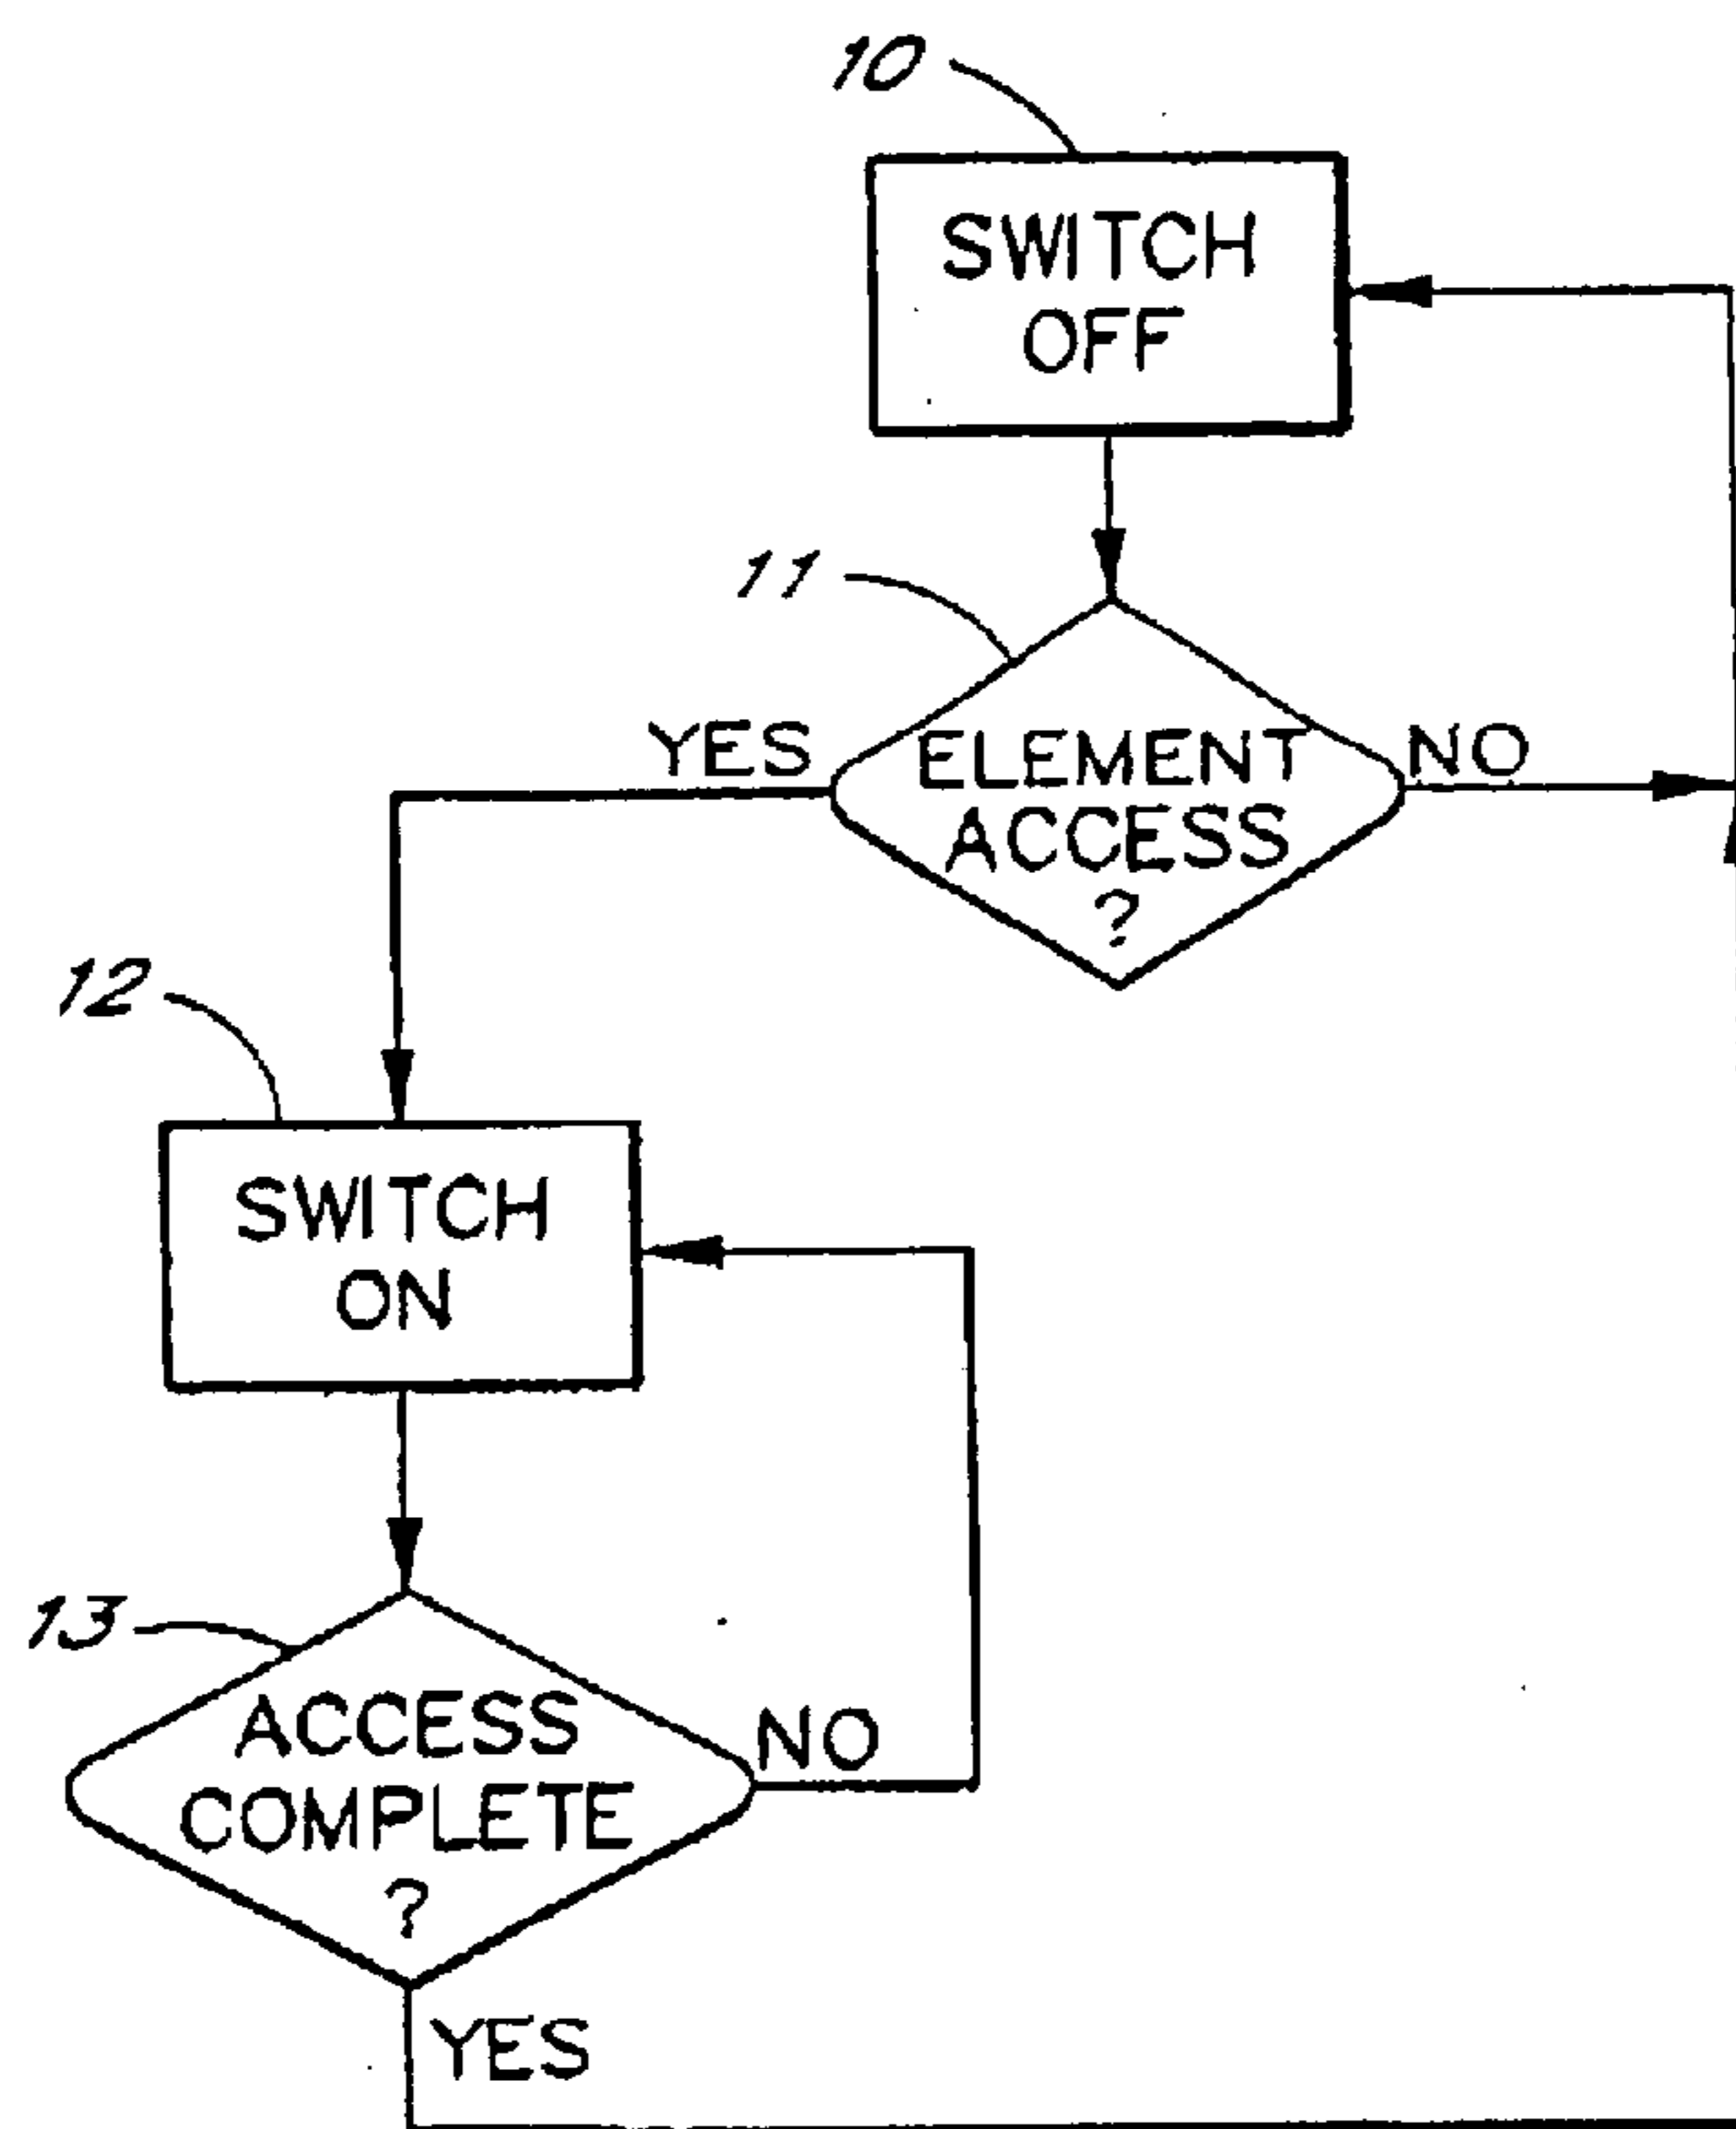 10
SWITCH
OFF
11
YES
ELEMENT
ACCESS
?
NO
12
SWITCH
ON
13
ACCESS
COMPLETE
?
NO
YES